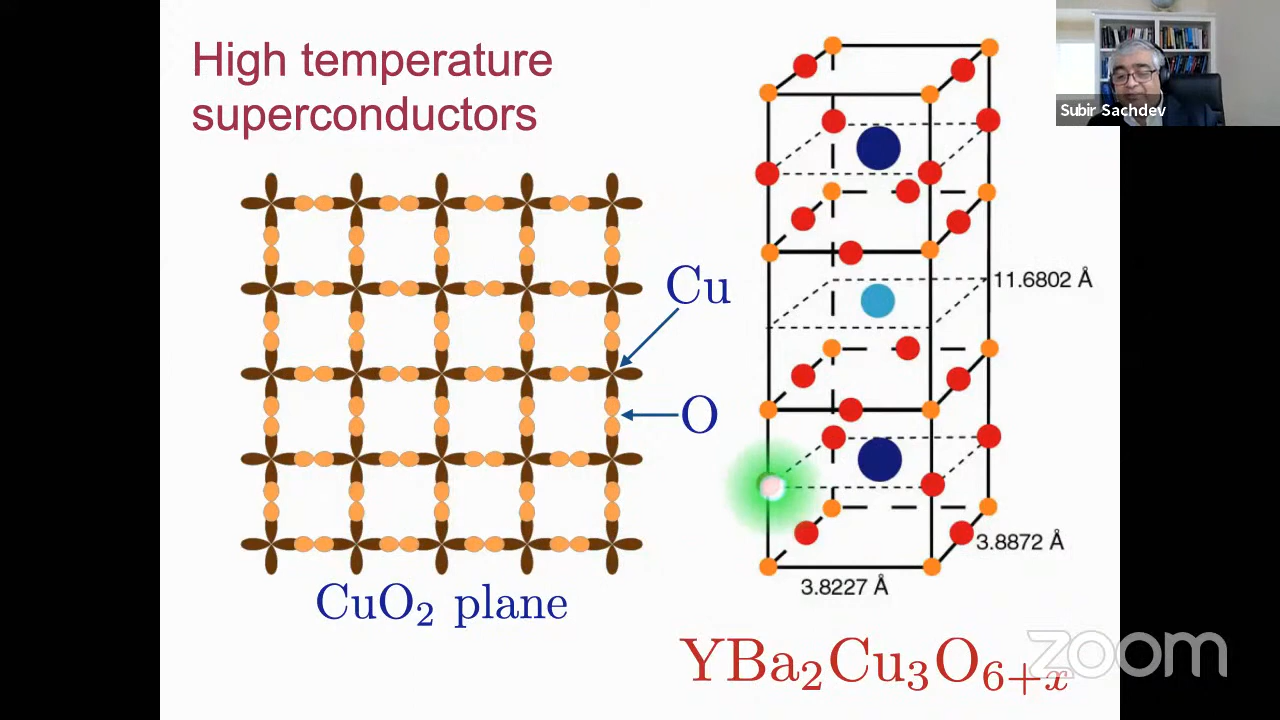 High temperature
superconductors
Subir Sachdev
Cu
O
11.6802 Å
3.8872 Å
3.8227 Å
CuO₂ plane
YBa₂Cu₃O₆₊ₓ
zoom